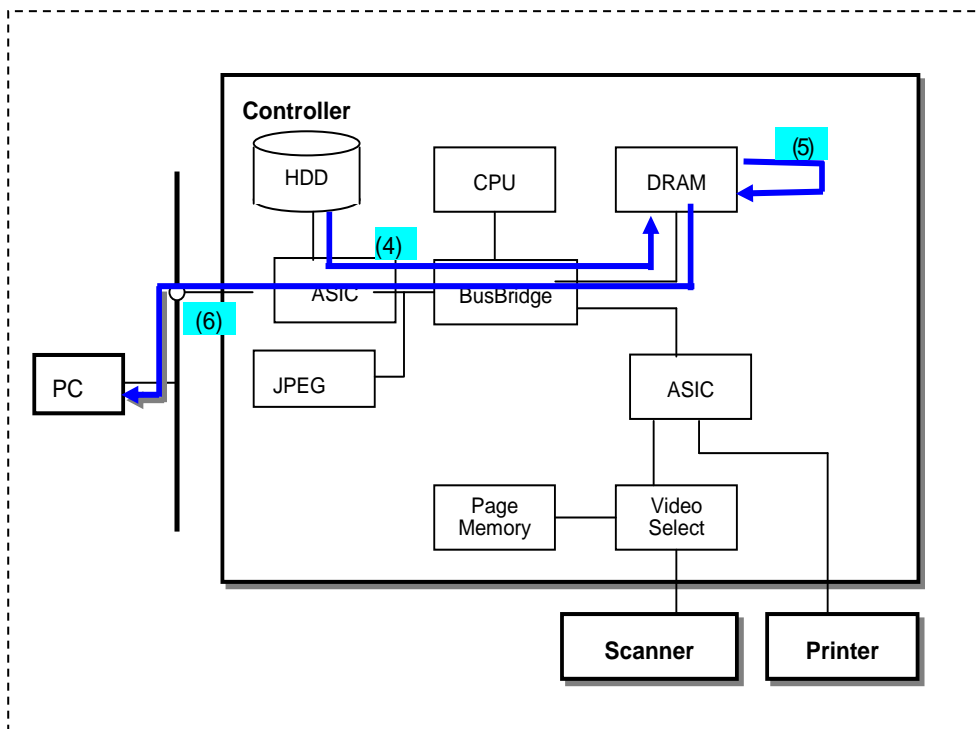 Controller
HDD
CPU
DRAM
(5)
(4)
ASIC
BusBridge
(6)
PC
JPEG
ASIC
Page
Memory
Video
Select
Scanner
Printer